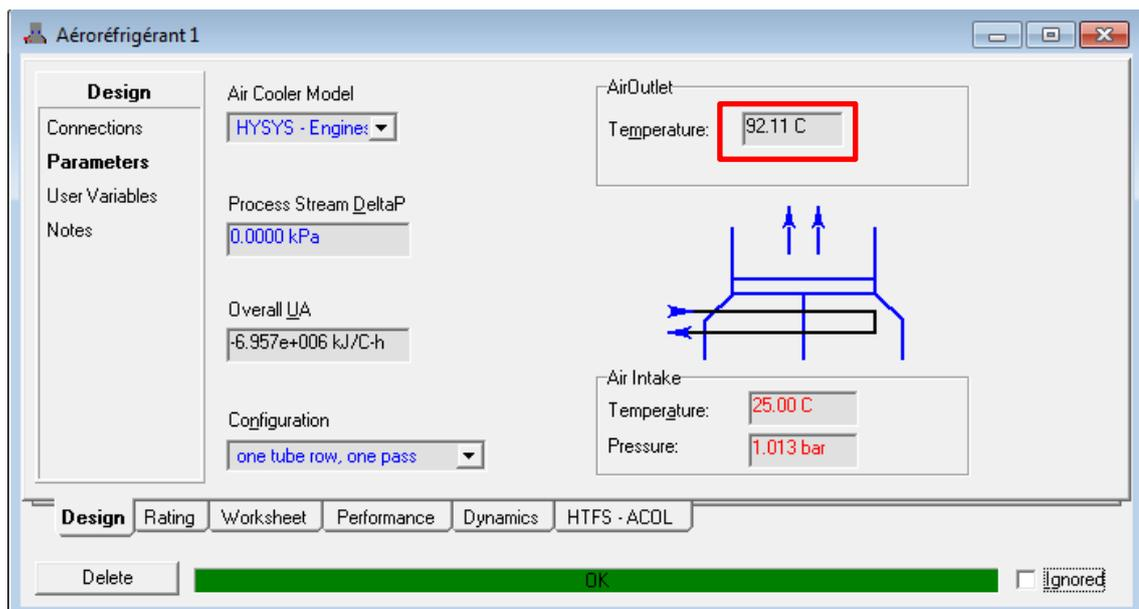 Aéroréfrigérant 1
Design
Connections
Parameters
User Variables
Notes
Air Cooler Model
HYSYS - Engines
Process Stream DeltaP
0.0000 kPa
Overall UA
-6.957e+006 kJ/C-h
Configuration
one tube row, one pass
AirOutlet
Temperature: 92.11 C
Air Intake
Temperature: 25.00 C
Pressure: 1.013 bar
Design Rating Worksheet Performance Dynamics HTFS - ACOL
Delete OK Ignored